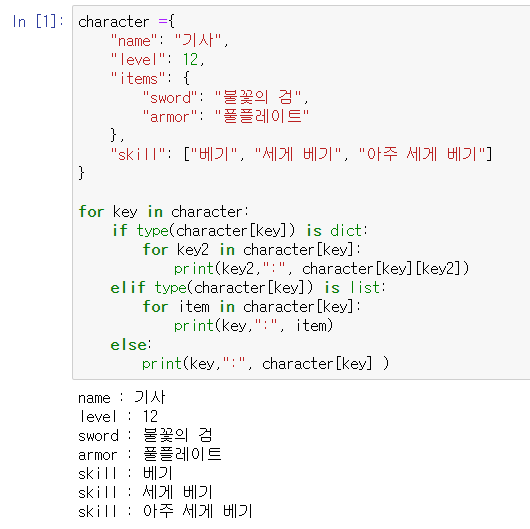 In [1]: character ={
    "name": "기사",
    "level": 12,
    "items": {
        "sword": "불꽃의 검",
        "armor": "풀플레이트"
    },
    "skill": ["베기", "세게 베기", "아주 세게 베기"]
}

for key in character:
    if type(character[key]) is dict:
        for key2 in character[key]:
            print(key2,":", character[key][key2])
    elif type(character[key]) is list:
        for item in character[key]:
            print(key,":", item)
    else:
        print(key,":", character[key] )
name : 기사
level : 12
sword : 불꽃의 검
armor : 풀플레이트
skill : 베기
skill : 세게 베기
skill : 아주 세게 베기